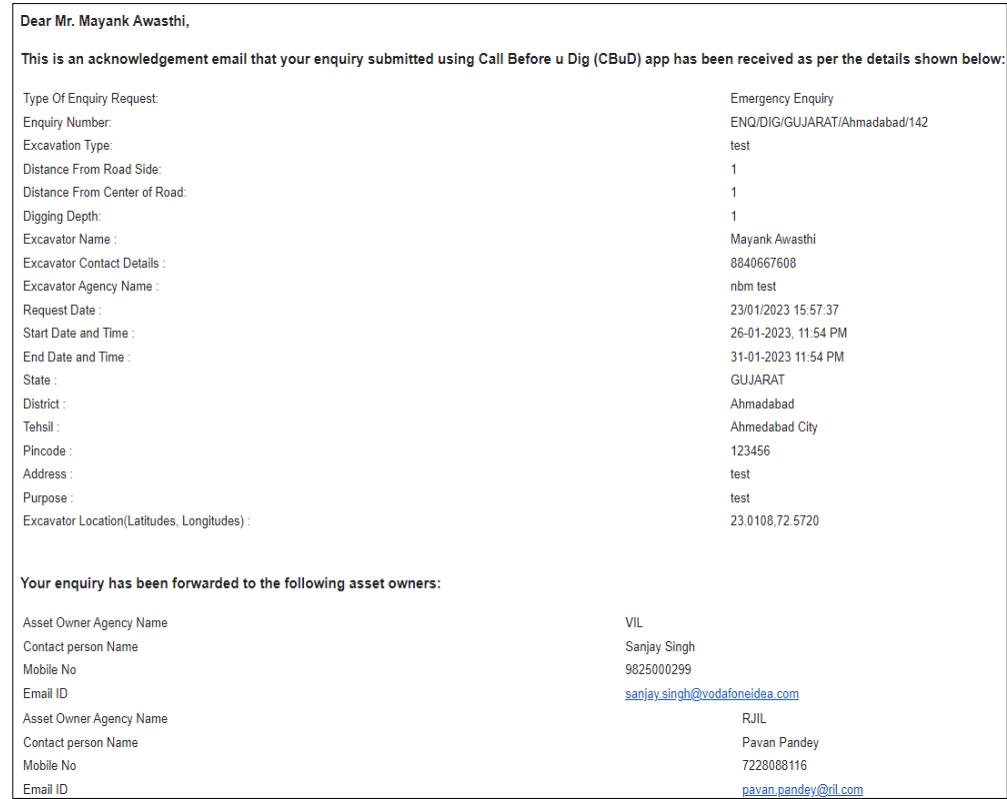 Dear Mr. Mayank Awasthi,
This is an acknowledgement email that your enquiry submitted using Call Before u Dig (CBuD) app has been received as per the details shown below:
Type Of Enquiry Request: Emergency Enquiry
Enquiry Number: ENQ/DIG/GUJARAT/Ahmadabad/142
Excavation Type: test
Distance From Road Side: 1
Distance From Center of Road: 1
Digging Depth: 1
Excavator Name : Mayank Awasthi
Excavator Contact Details : 8840667608
Excavator Agency Name : nbm test
Request Date : 23/01/2023 15:57:37
Start Date and Time : 26-01-2023, 11:54 PM
End Date and Time : 31-01-2023 11:54 PM
State : GUJARAT
District : Ahmadabad
Tehsil : Ahmedabad City
Pincode : 123456
Address : test
Purpose : test
Excavator Location(Latitudes, Longitudes) : 23.0108,72.5720
Your enquiry has been forwarded to the following asset owners:
Asset Owner Agency Name VIL
Contact person Name Sanjay Singh
Mobile No 9825000299
Email ID sanjay.singh@vodafoneidea.com
Asset Owner Agency Name RJIL
Contact person Name Pavan Pandey
Mobile No 7228088116
Email ID pavan.pandey@ril.com